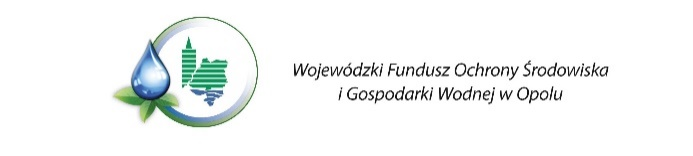 Wojewódzki Fundusz Ochrony Środowiska
i Gospodarki Wodnej w Opolu